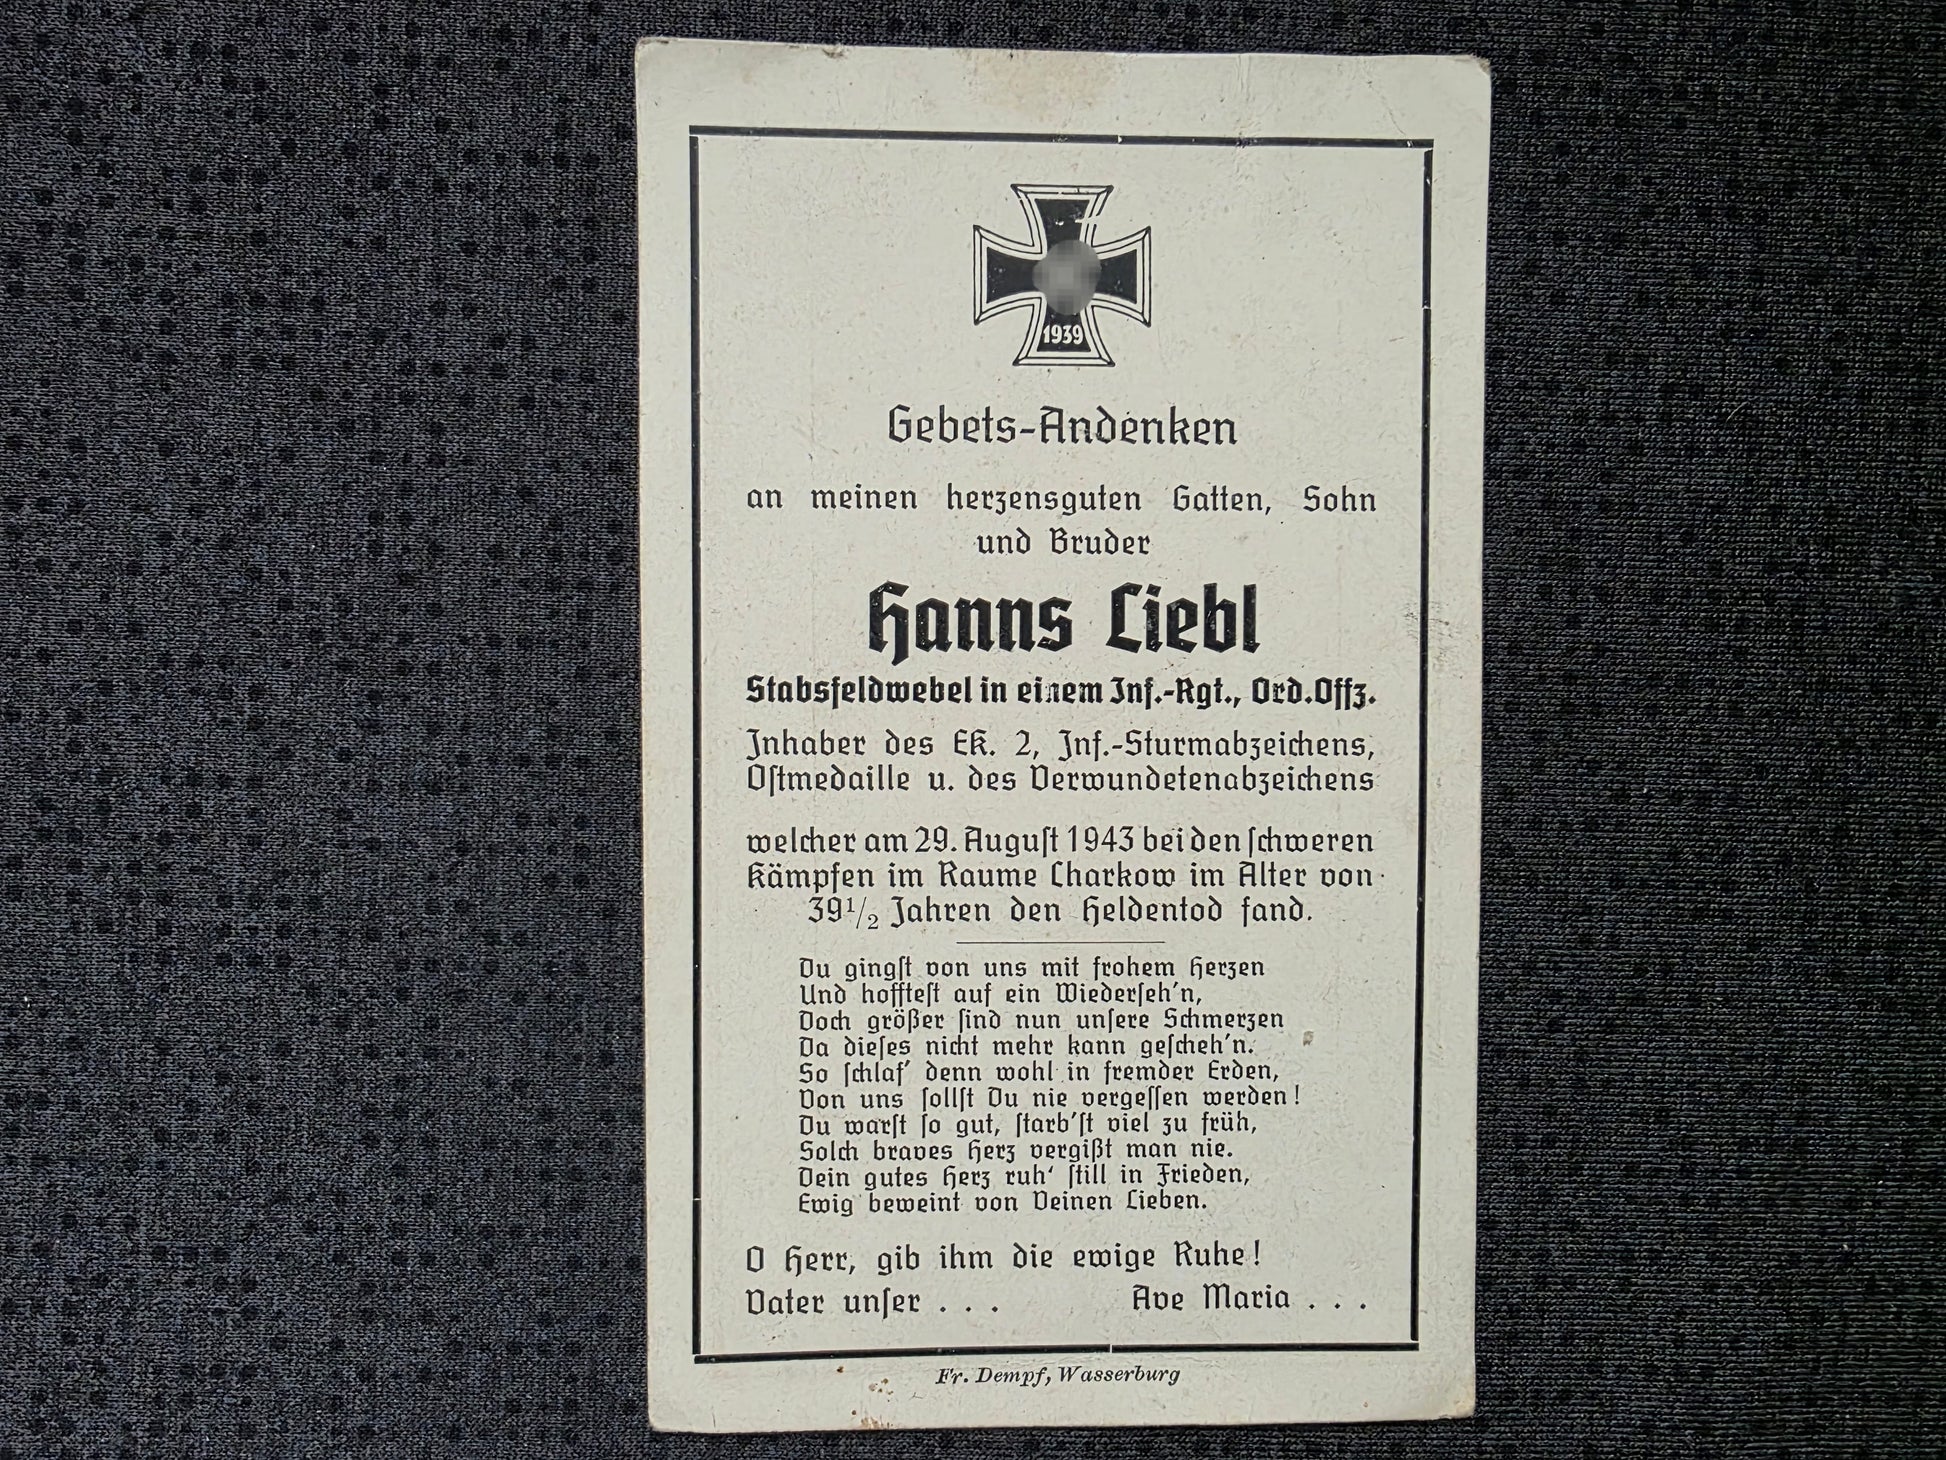 1939
Gebets-Andenken
an meinen herzensguten Gatten, Sohn
und Bruder
Hanns Liebl
Stabsfeldwebel in einem Inf.-Rgt., Ord.Offz.
Inhaber des EK. 2, Inf.-Sturmabzeichens,
Oſtmedaille u. des Verwundetenabzeichens
welcher am 29. Auguſt 1943 bei den ſchweren
Kämpfen im Raume Charkow im Alter von
39 1/2 Jahren den Heldentod fand.
Du gingſt von uns mit frohem Herzen
Und hoffteſt auf ein Wiederſeh'n,
Doch größer ſind nun unſere Schmerzen
Da dieſes nicht mehr kann geſcheh'n.
So ſchlaf' denn wohl in fremder Erden,
Von uns ſollſt Du nie vergeſſen werden!
Du warſt ſo gut, ſtarb'ſt viel zu früh,
Solch braves Herz vergißt man nie.
Dein gutes Herz ruh' ſtill in Frieden,
Ewig beweint von Deinen Lieben.
O Herr, gib ihm die ewige Ruhe!
Vater unſer . . . Ave Maria . . .
Fr. Dempf, Wasserburg